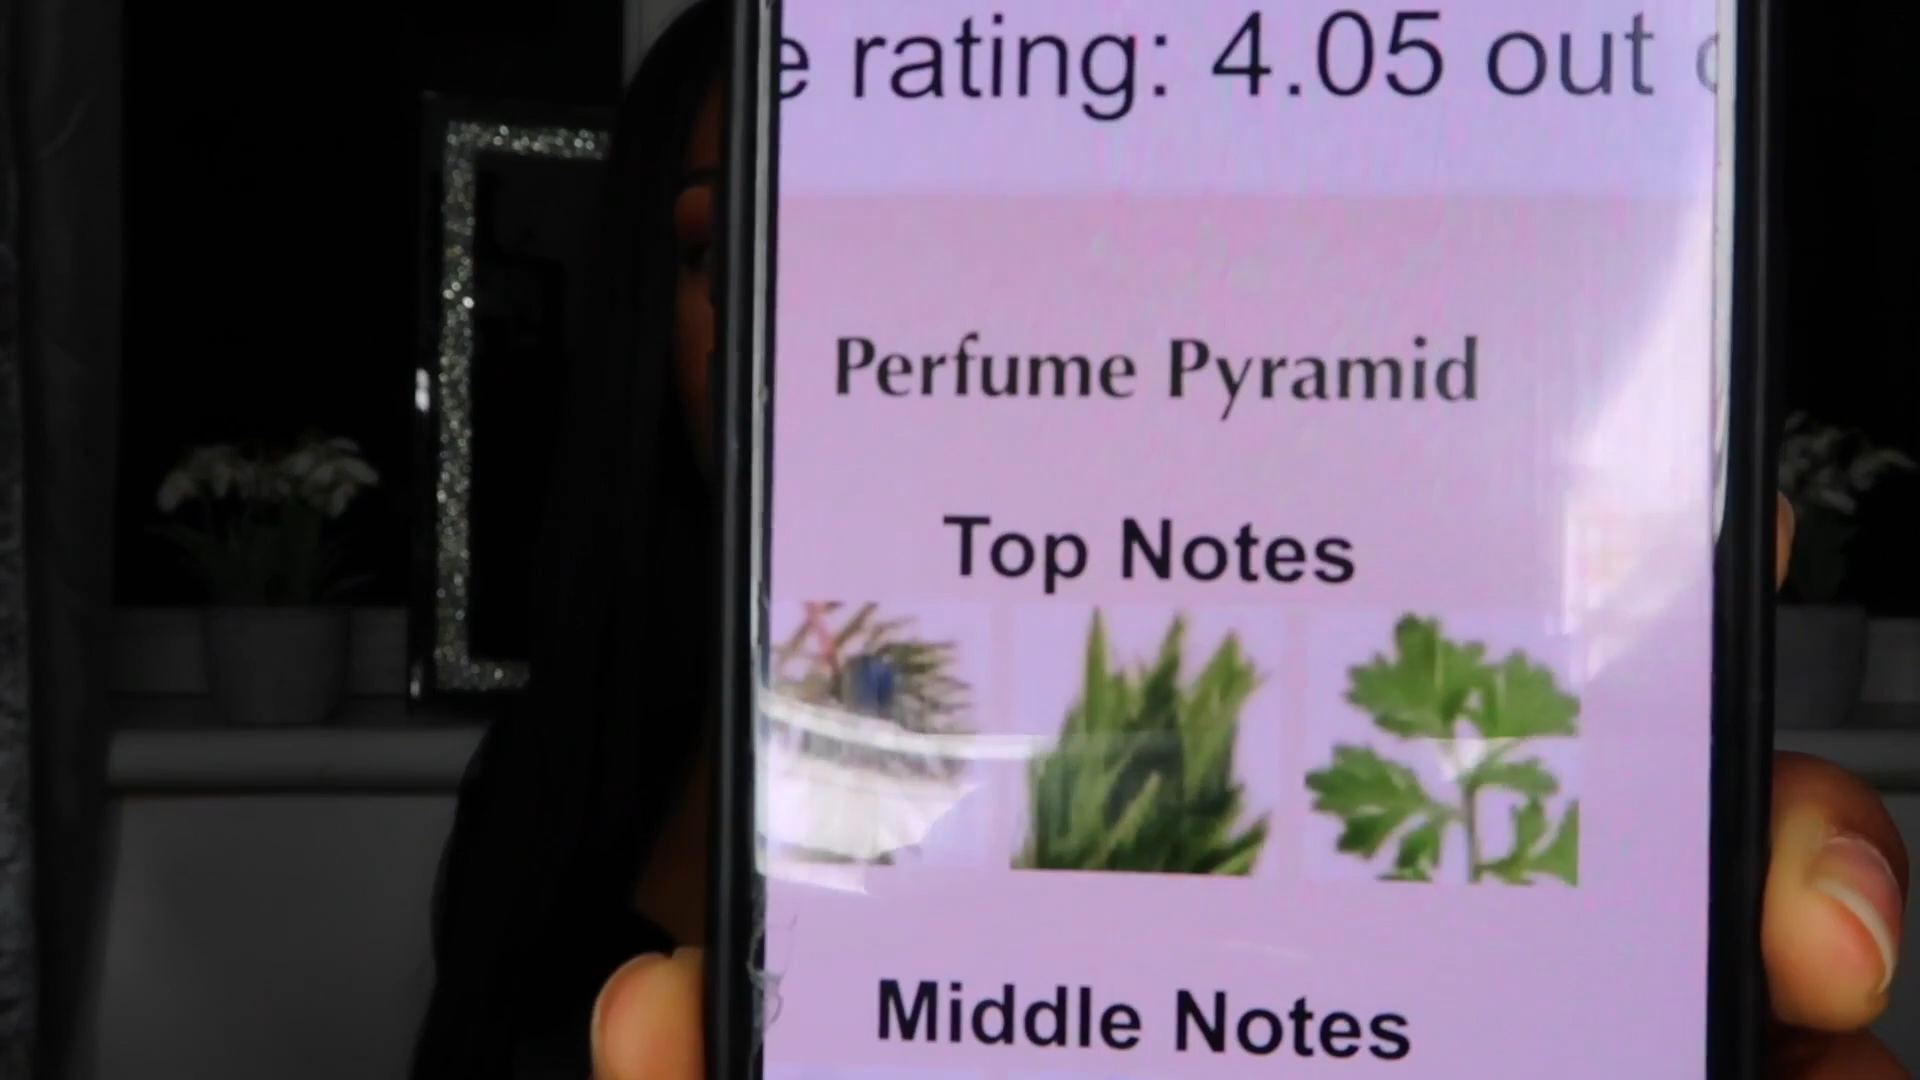 e rating: 4.05 out
Perfume Pyramid
Top Notes
Middle Notes